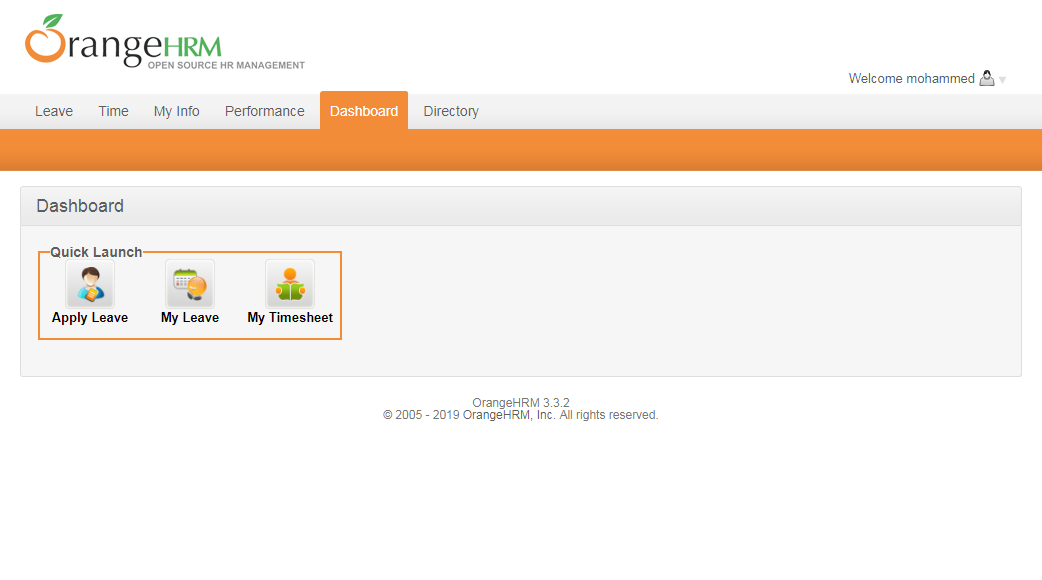 OrangeHRM
OPEN SOURCE HR MANAGEMENT
Welcome mohammed
Leave Time My Info Performance Dashboard Directory
Dashboard
Quick Launch
Apply Leave My Leave My Timesheet
OrangeHRM 3.3.2
© 2005 - 2019 OrangeHRM, Inc. All rights reserved.